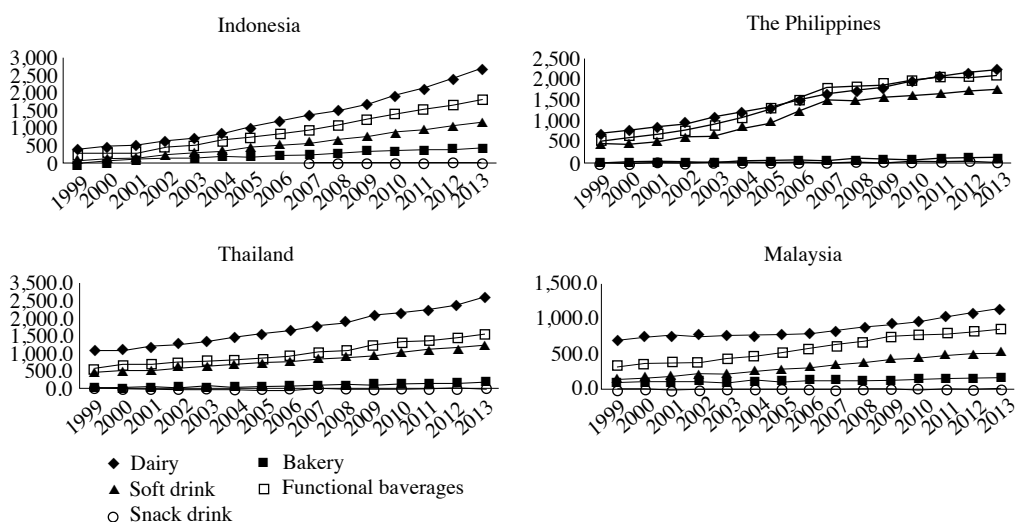 Indonesia
3,000
2,500
2,000
1,500
1,000
500
0
1999 2000 2001 2002 2003 2004 2005 2006 2007 2008 2009 2010 2011 2012 2013
The Philippines
2,500
2,000
1,500
1,000
500
0
1999 2000 2001 2002 2003 2004 2005 2006 2007 2008 2009 2010 2011 2012 2013
Thailand
3,500.0
2,500.0
2,000.0
1,500.0
1,000.0
500.0
0.0
1999 2000 2001 2002 2003 2004 2005 2006 2007 2008 2009 2010 2011 2012 2013
Malaysia
1,500.0
1,000.0
500.0
0.0
1999 2000 2001 2002 2003 2004 2005 2006 2007 2008 2009 2010 2011 2012 2013
Dairy
Bakery
Soft drink
Functional baverages
Snack drink